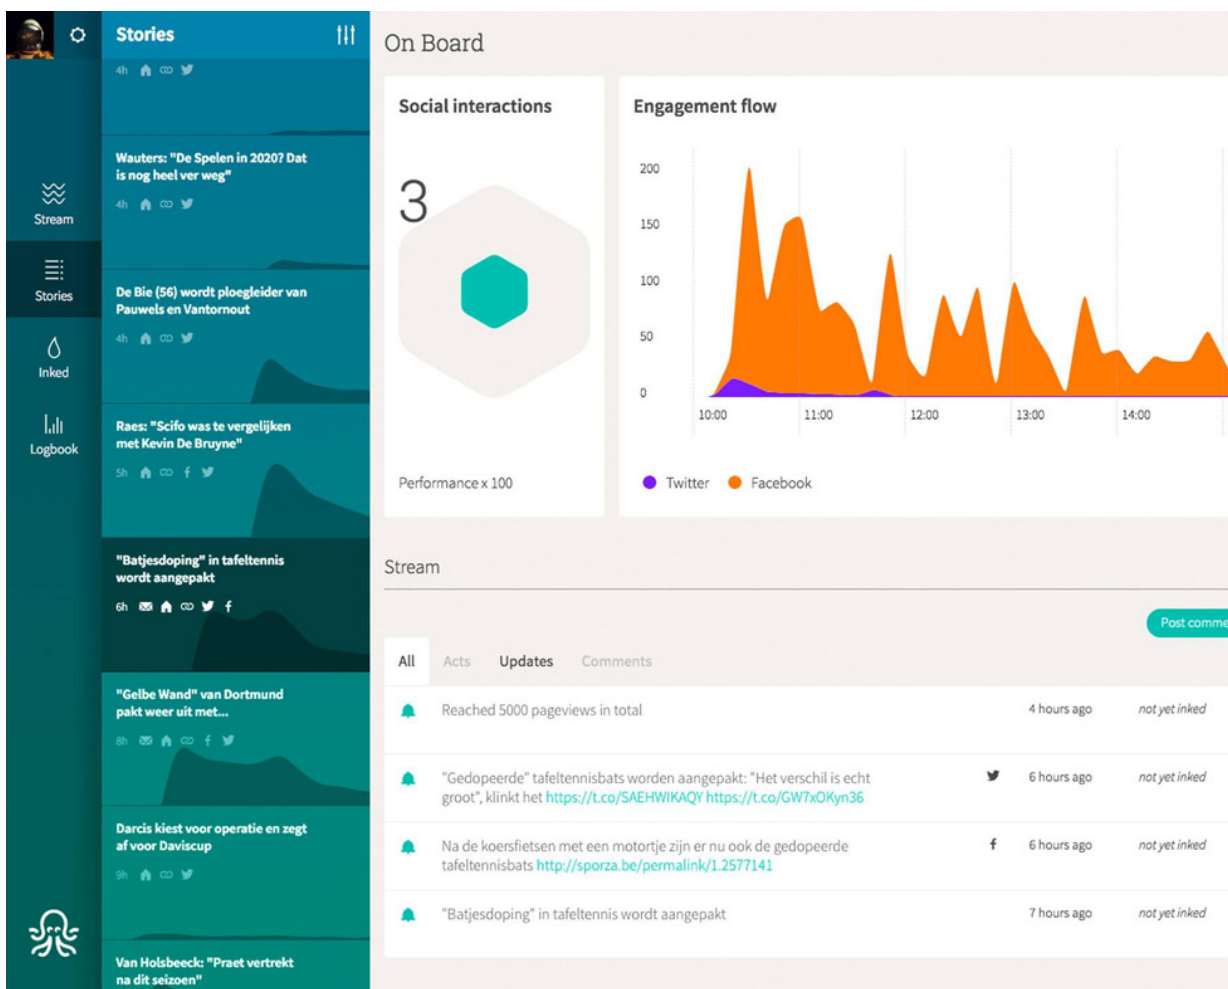 Stories
4h
Wauters: "De Spelen in 2020? Dat
is nog heel ver weg"
4h
De Bie (56) wordt ploegleider van
Pauwels en Vantornout
4h
Raes: "Scifo was te vergelijken
met Kevin De Bruyne"
5h
"Batjesdoping" in tafeltennis
wordt aangepakt
6h
"Gelbe Wand" van Dortmund
pakt weer uit met...
8h
Darcis kiest voor operatie en zegt
af voor Daviscup
9h
Van Holsbeeck: "Praet vertrekt
na dit seizoen"
Stream
Stories
Inked
Logbook
On Board
Social interactions
3
Performance x 100
Engagement flow
200
150
100
50
0
10:00 11:00 12:00 13:00 14:00
Twitter Facebook
Stream
Post comme
All Acts Updates Comments
Reached 5000 pageviews in total 4 hours ago not yet inked
"Gedopeerde" tafeltennisbats worden aangepakt: "Het verschil is echt
groot", klinkt het https://t.co/SAEHWIKAQY https://t.co/GW7xOKyn36
6 hours ago not yet inked
Na de koersfietsen met een motortje zijn er nu ook de gedopeerde
tafeltennisbats http://sporza.be/permalink/1.2577141
6 hours ago not yet inked
"Batjesdoping" in tafeltennis wordt aangepakt 7 hours ago not yet inked